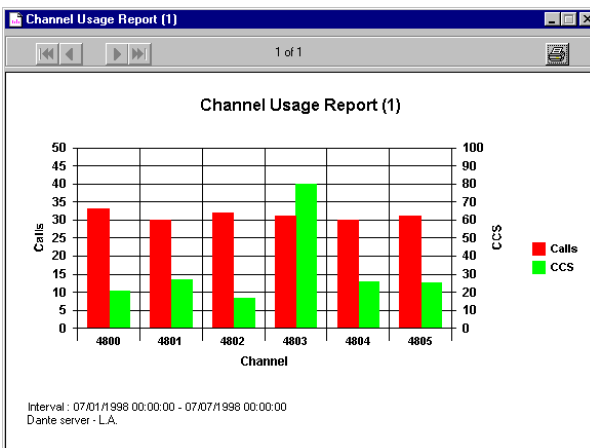 Channel Usage Report (1)
1 of 1
Channel Usage Report (1)
50 100
45 90
40 80
35 70
30 60
25 50
20 40
15 30
10 20
5 10
0 0
Calls
CCS
Calls
CCS
4800 4801 4802 4803 4804 4805
Channel
Interval : 07/01/1998 00:00:00 - 07/07/1998 00:00:00
Dante server - L.A.